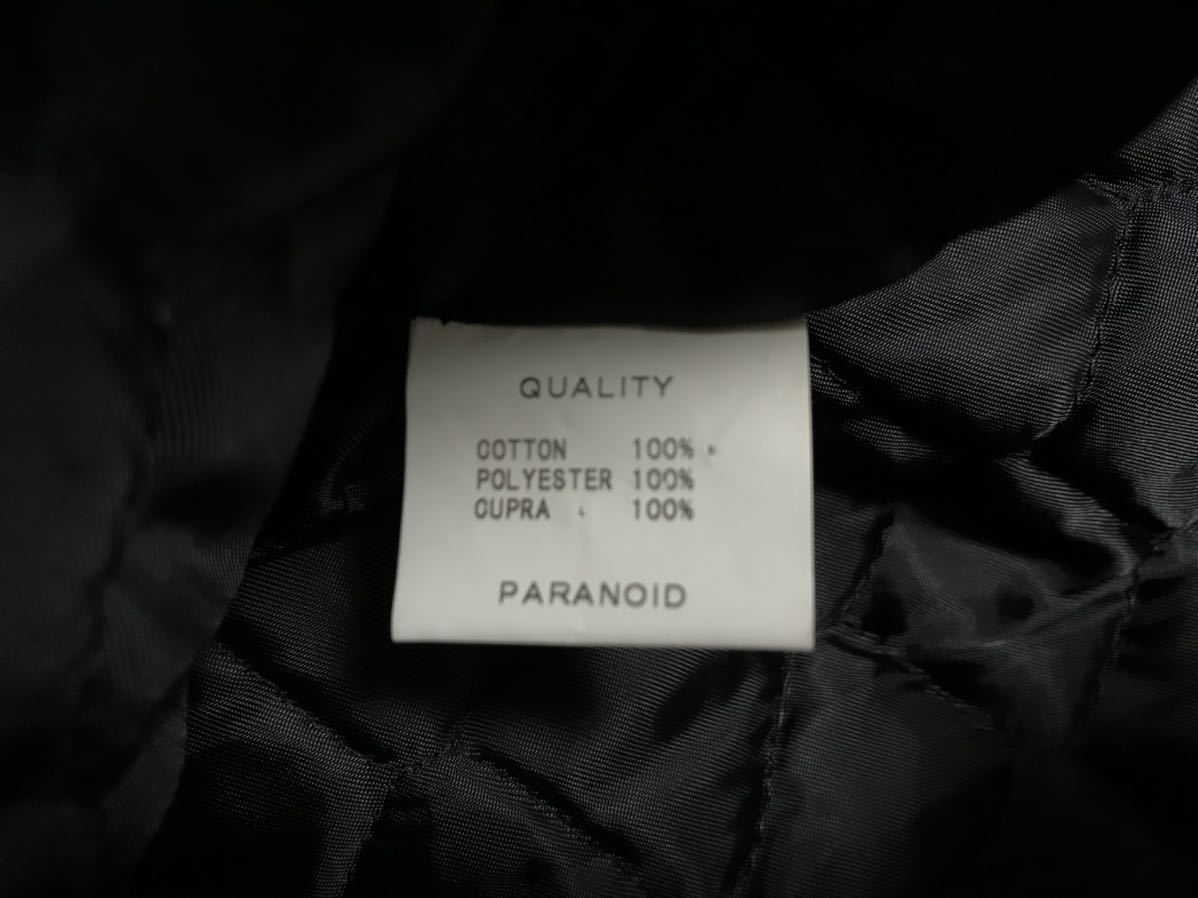 QUALITY
COTTON 100%
POLYESTER 100%
CUPRA 100%
PARANOID